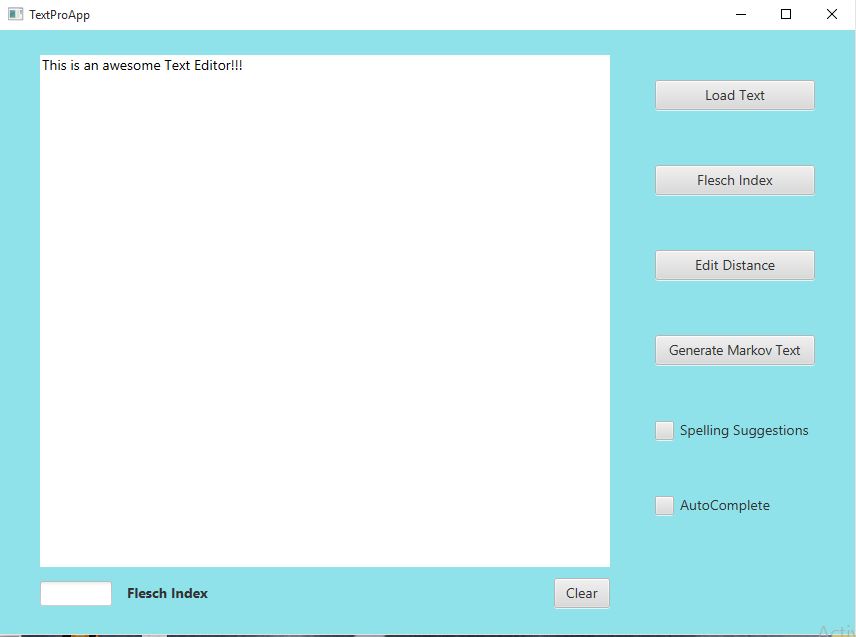 TextProApp
This is an awesome Text Editor!!!
Load Text
Flesch Index
Edit Distance
Generate Markov Text
Spelling Suggestions
AutoComplete
Flesch Index
Clear